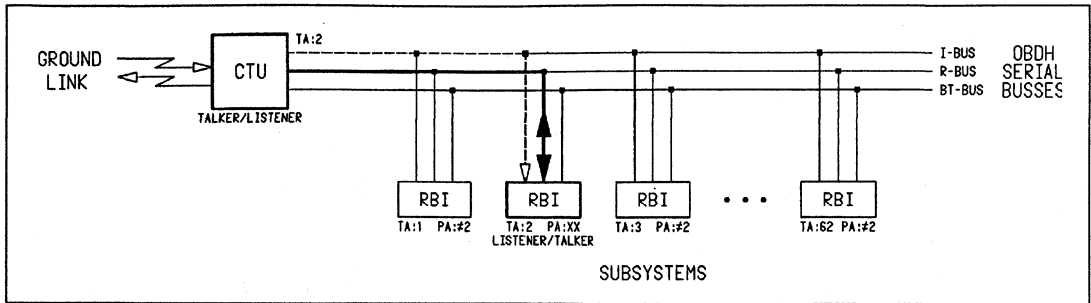 TA:2
GROUND
LINK
CTU
TALKER/LISTENER
I-BUS
R-BUS
BT-BUS
OBDH
SERIAL
BUSSES
RBI
TA:1 PA:≠2
RBI
TA:2 PA:XX
LISTENER/TALKER
RBI
TA:3 PA:≠2
• • •
RBI
TA:62 PA:≠2
SUBSYSTEMS